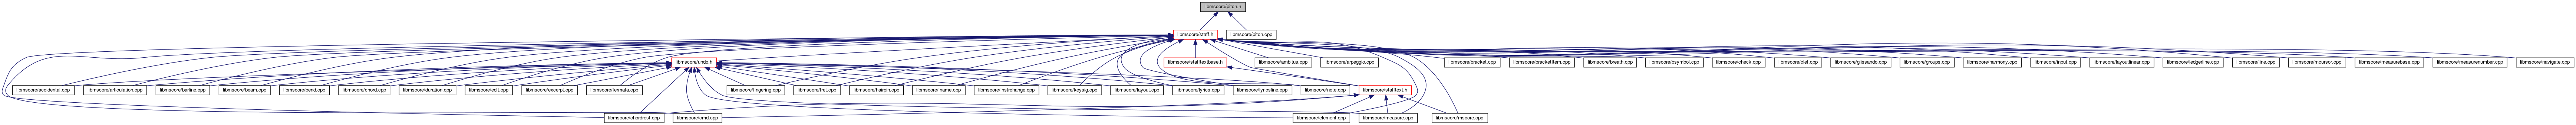 libmscore/pitch.h
libmscore/staff.h
libmscore/pitch.cpp
libmscore/undo.h
libmscore/stafftextbase.h
libmscore/ambitus.cpp
libmscore/arpeggio.cpp
libmscore/bracket.cpp
libmscore/bracketItem.cpp
libmscore/breath.cpp
libmscore/bsymbol.cpp
libmscore/check.cpp
libmscore/clef.cpp
libmscore/glissando.cpp
libmscore/groups.cpp
libmscore/harmony.cpp
libmscore/input.cpp
libmscore/layoutlinear.cpp
libmscore/ledgerline.cpp
libmscore/line.cpp
libmscore/mcursor.cpp
libmscore/measurebase.cpp
libmscore/measurenumber.cpp
libmscore/navigate.cpp
libmscore/accidental.cpp
libmscore/articulation.cpp
libmscore/barline.cpp
libmscore/beam.cpp
libmscore/bend.cpp
libmscore/chord.cpp
libmscore/duration.cpp
libmscore/edit.cpp
libmscore/excerpt.cpp
libmscore/fermata.cpp
libmscore/fingering.cpp
libmscore/fret.cpp
libmscore/hairpin.cpp
libmscore/iname.cpp
libmscore/instrchange.cpp
libmscore/keysig.cpp
libmscore/layout.cpp
libmscore/lyrics.cpp
libmscore/lyricsline.cpp
libmscore/note.cpp
libmscore/stafftext.h
libmscore/chordrest.cpp
libmscore/cmd.cpp
libmscore/element.cpp
libmscore/measure.cpp
libmscore/mscore.cpp